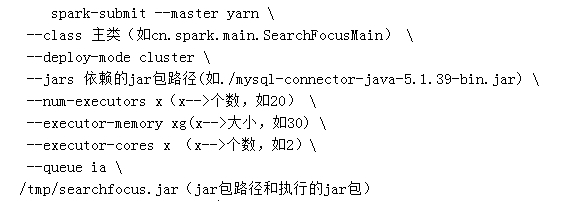 spark-submit --master yarn \
--class 主类（如cn.spark.main.SearchFocusMain） \
--deploy-mode cluster \
--jars 依赖的jar包路径(如./mysql-connector-java-5.1.39-bin.jar) \
--num-executors x（x-->个数，如20） \
--executor-memory xg(x-->大小，如30) \
--executor-cores x （x-->个数，如2）\
--queue ia \
/tmp/searchfocus.jar（jar包路径和执行的jar包）